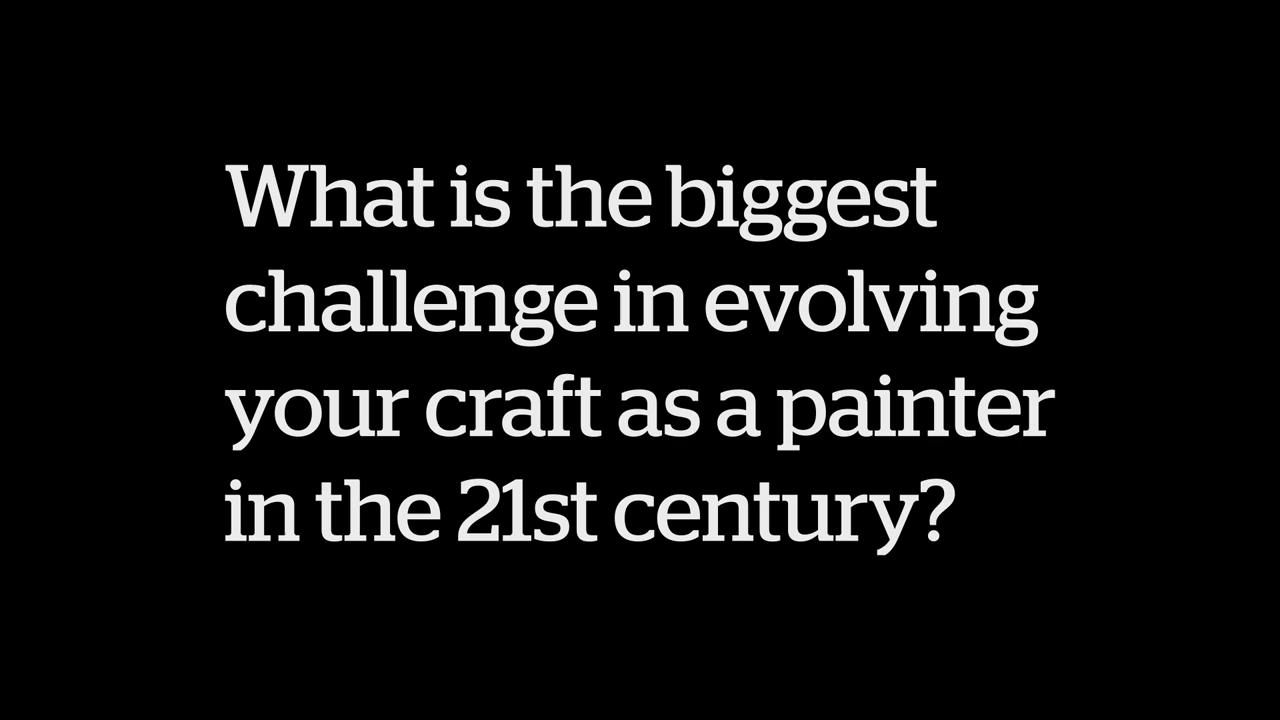 What is the biggest
challenge in evolving
your craft as a painter
in the 21st century?